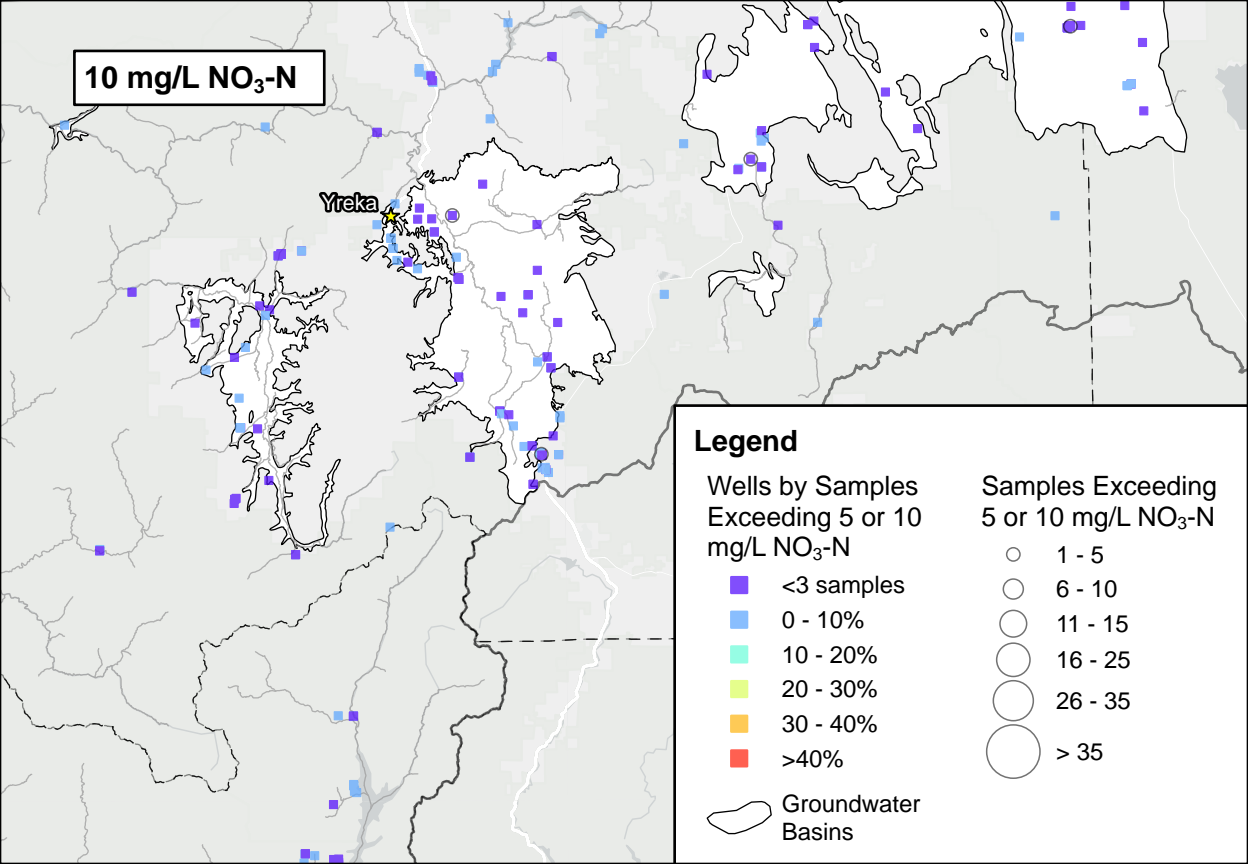 10 mg/L NO₃-N
Yreka
Legend
Wells by Samples
Exceeding 5 or 10
mg/L NO₃-N
<3 samples
0 - 10%
10 - 20%
20 - 30%
30 - 40%
>40%
Groundwater
Basins
Samples Exceeding
5 or 10 mg/L NO₃-N
1 - 5
6 - 10
11 - 15
16 - 25
26 - 35
> 35